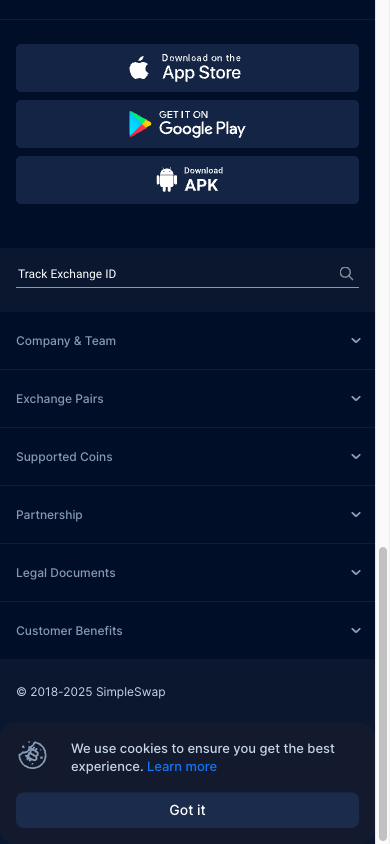 Download on the
App Store
GET IT ON
Google Play
Download
APK
Track Exchange ID
Company & Team
Exchange Pairs
Supported Coins
Partnership
Legal Documents
Customer Benefits
© 2018-2025 SimpleSwap
We use cookies to ensure you get the best
experience. Learn more
Got it